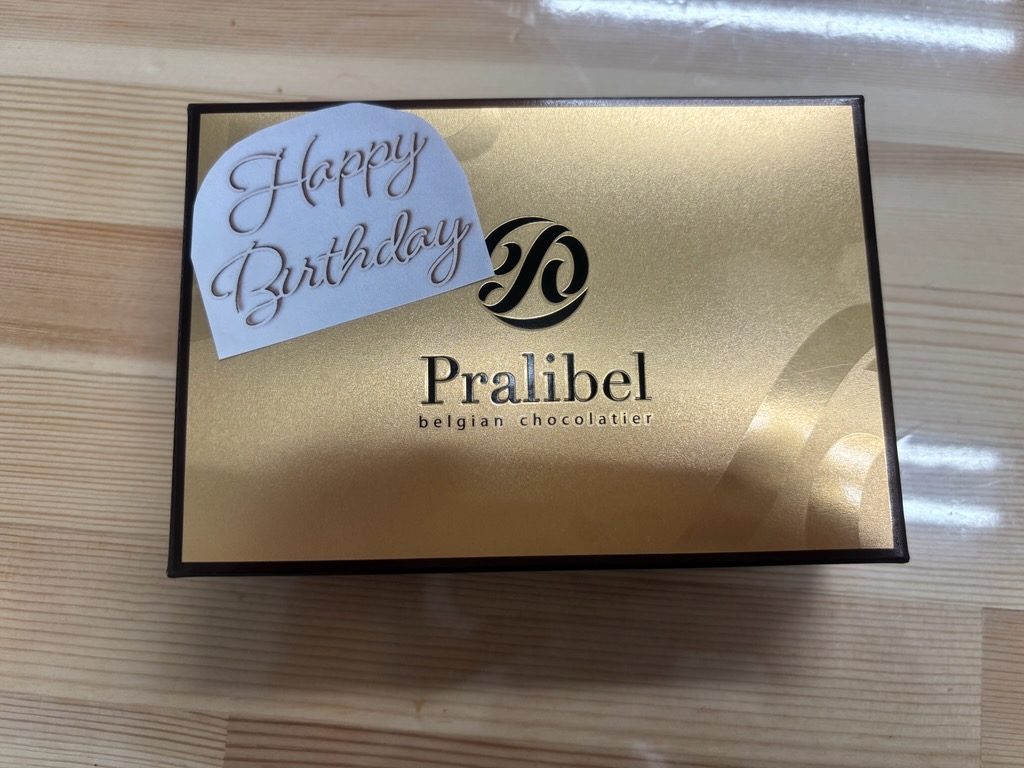 Happy
Birthday
Pralibel
belgian chocolatier